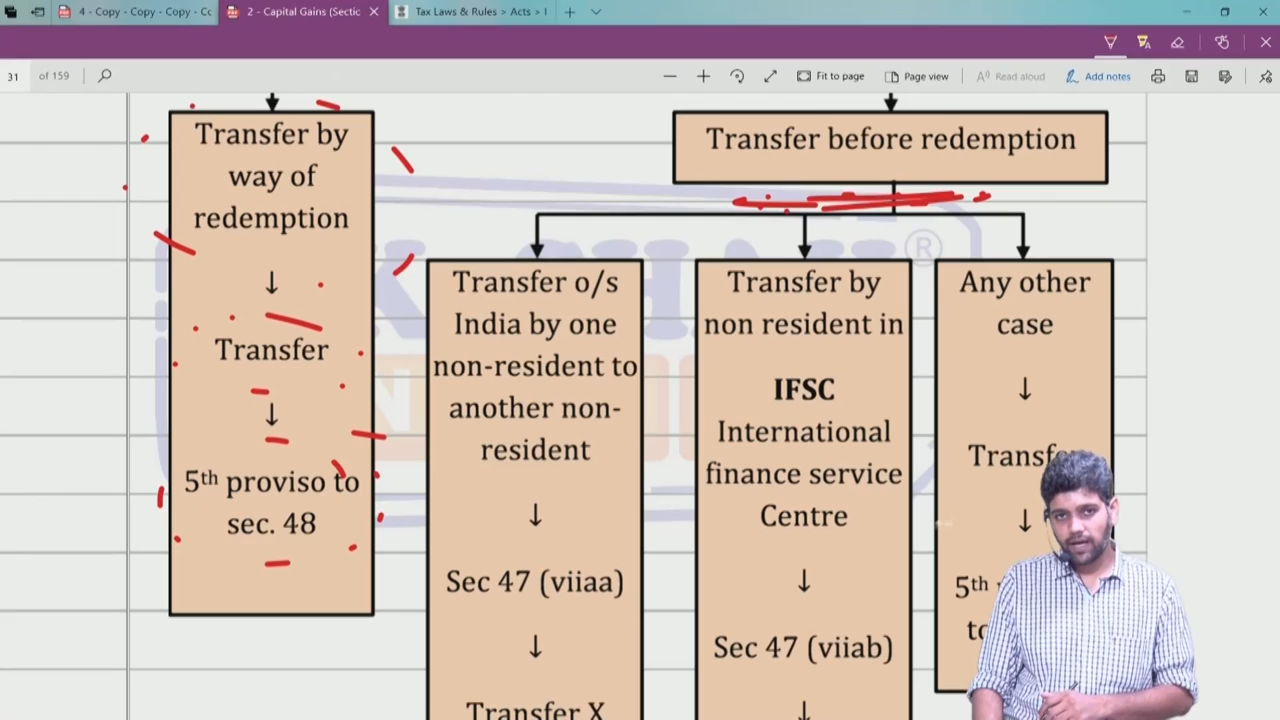 4 - Copy - Copy - Copy - Cc
2 - Capital Gains (Sectic
Tax Laws & Rules > Acts > I
31 of 159
Fit to page
Page view
Read aloud
Add notes
Transfer by
way of
redemption
↓
Transfer
↓
5th proviso to
sec. 48
Transfer before redemption
Transfer o/s
India by one
non-resident to
another non-
resident
↓
Sec 47 (viiaa)
↓
Transfer X
Transfer by
non resident in
IFSC
International
finance service
Centre
↓
Sec 47 (viiab)
↓
Any other
case
↓
Transf
↓
5th